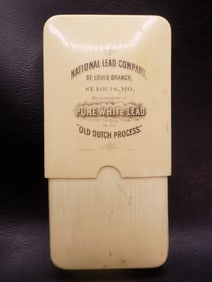 NATIONAL LEAD COMPANY,
ST. LOUIS BRANCH,
ST. LOUIS, MO.
PURE WHITE LEAD
"OLD DUTCH PROCESS."